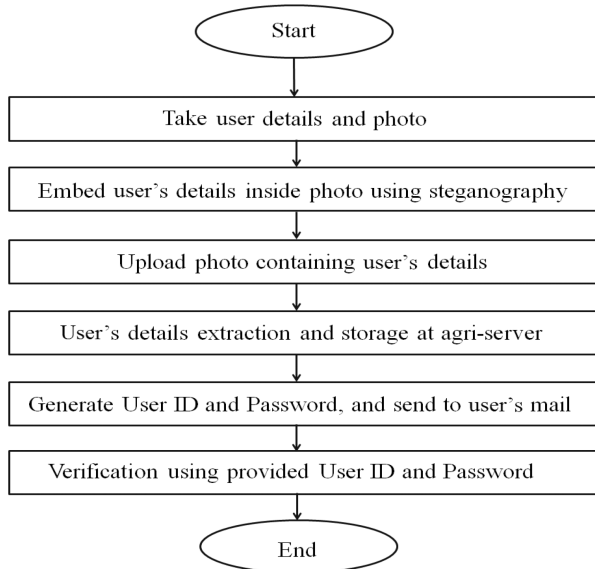 Start
Take user details and photo
Embed user’s details inside photo using steganography
Upload photo containing user’s details
User’s details extraction and storage at agri-server
Generate User ID and Password, and send to user’s mail
Verification using provided User ID and Password
End